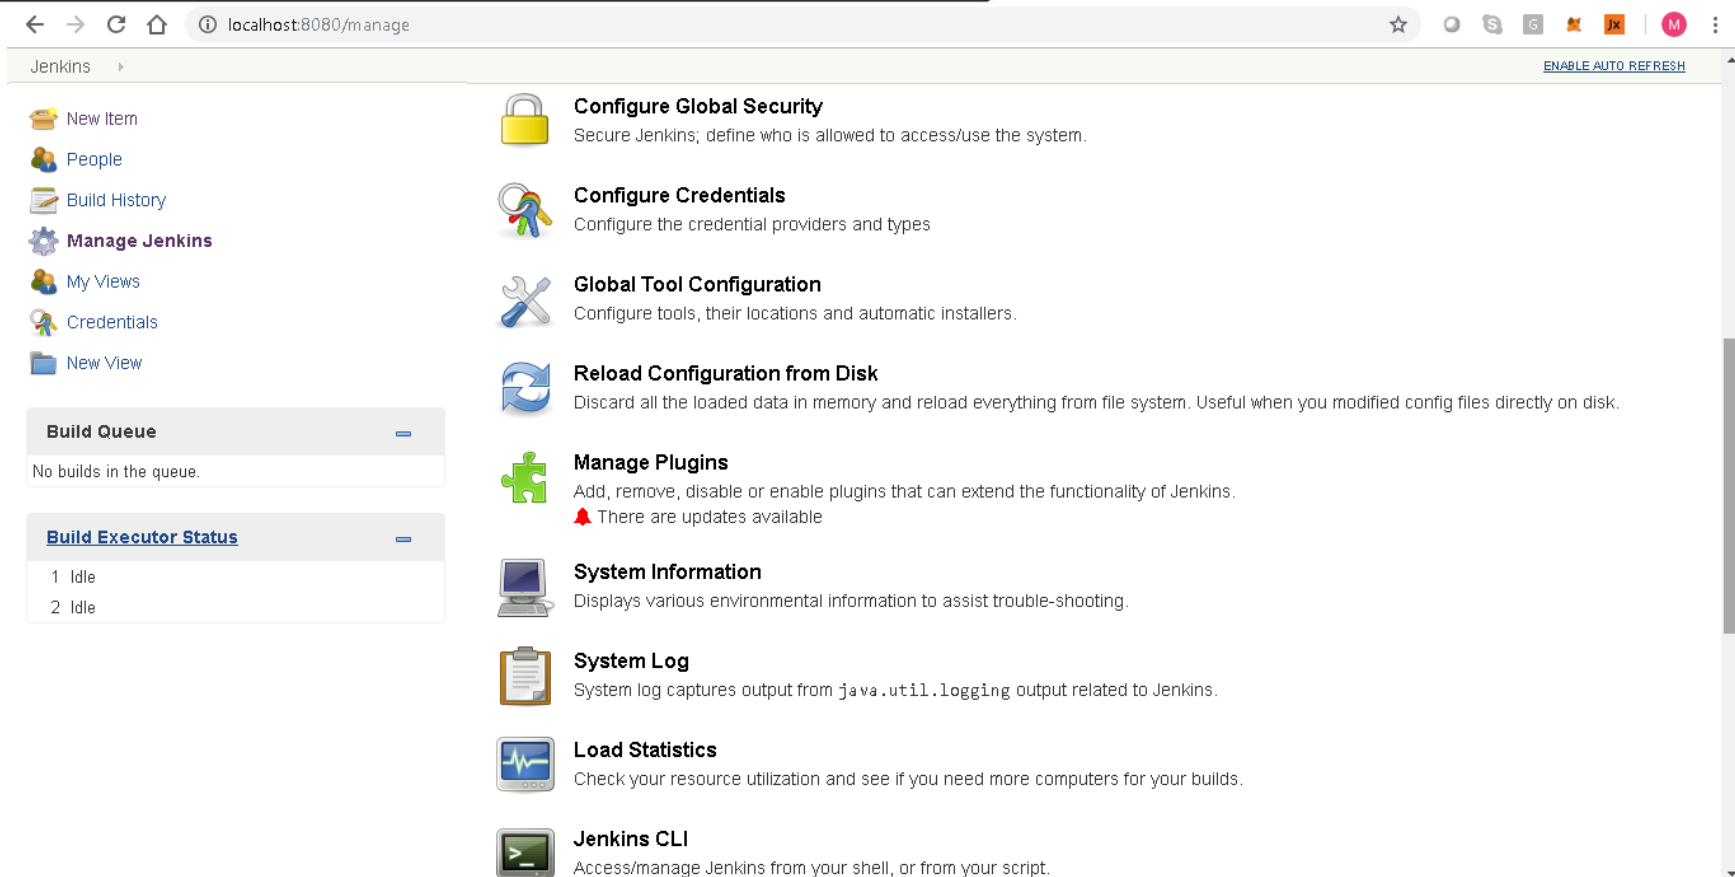 localhost:8080/manage
G
Jx
M
Jenkins
ENABLE AUTO REFRESH
New Item
People
Build History
Manage Jenkins
My Views
Credentials
New View
Build Queue
No builds in the queue.
Build Executor Status
1 Idle
2 Idle
Configure Global Security
Secure Jenkins; define who is allowed to access/use the system.
Configure Credentials
Configure the credential providers and types
Global Tool Configuration
Configure tools, their locations and automatic installers.
Reload Configuration from Disk
Discard all the loaded data in memory and reload everything from file system. Useful when you modified config files directly on disk.
Manage Plugins
Add, remove, disable or enable plugins that can extend the functionality of Jenkins.
There are updates available
System Information
Displays various environmental information to assist trouble-shooting.
System Log
System log captures output from java.util.logging output related to Jenkins.
Load Statistics
Check your resource utilization and see if you need more computers for your builds.
Jenkins CLI
Access/manage Jenkins from your shell, or from your script.